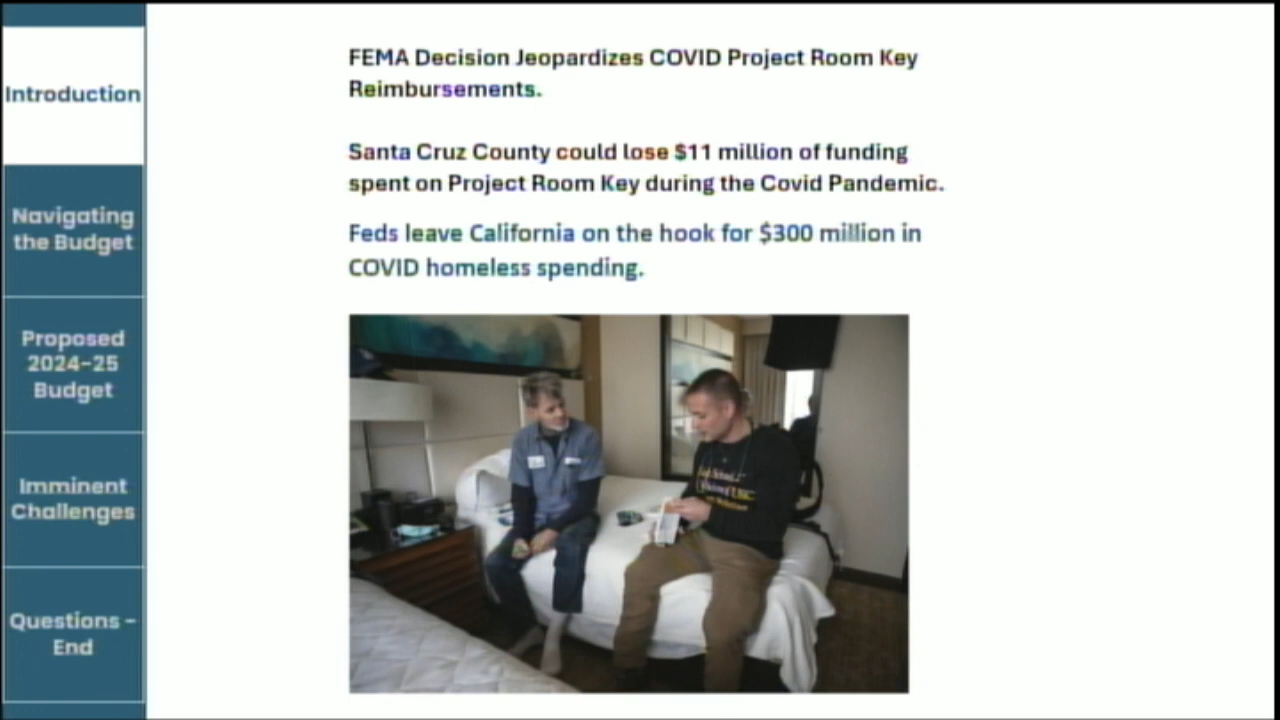 Introduction
Navigating
the Budget
Proposed
2024-25
Budget
Imminent
Challenges
Questions -
End
FEMA Decision Jeopardizes COVID Project Room Key
Reimbursements.
Santa Cruz County could lose $11 million of funding
spent on Project Room Key during the Covid Pandemic.
Feds leave California on the hook for $300 million in
COVID homeless spending.